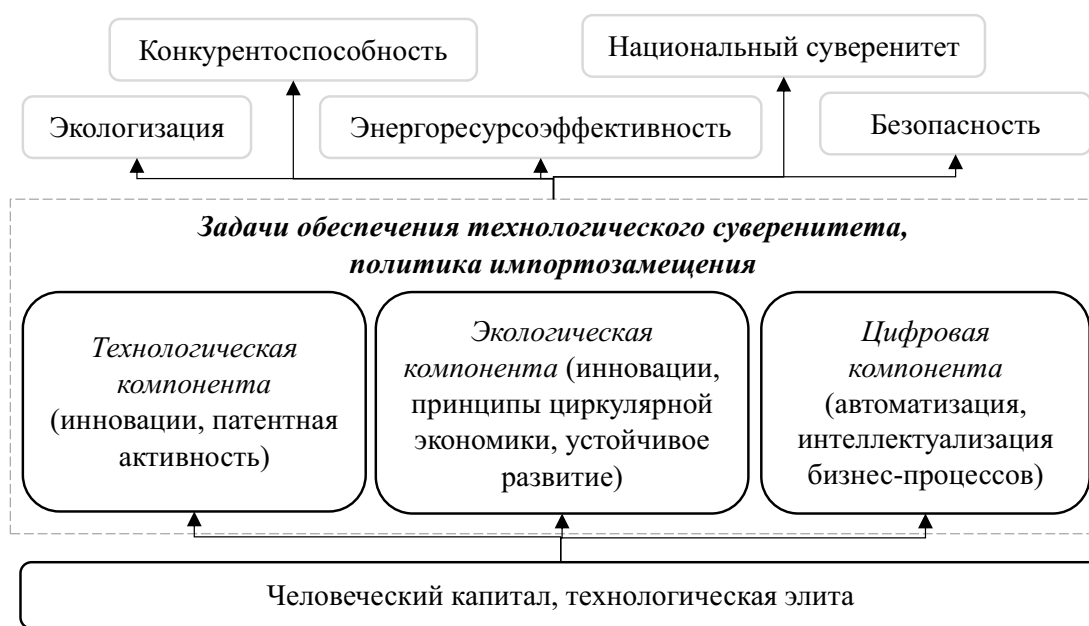 Конкурентоспособность
Национальный суверенитет
Экологизация
Энергоресурсоэффективность
Безопасность
Задачи обеспечения технологического суверенитета,
политика импортозамещения
Технологическая
компонента
(инновации, патентная
активность)
Экологическая
компонента (инновации,
принципы циркулярной
экономики, устойчивое
развитие)
Цифровая
компонента
(автоматизация,
интеллектуализация
бизнес-процессов)
Человеческий капитал, технологическая элита